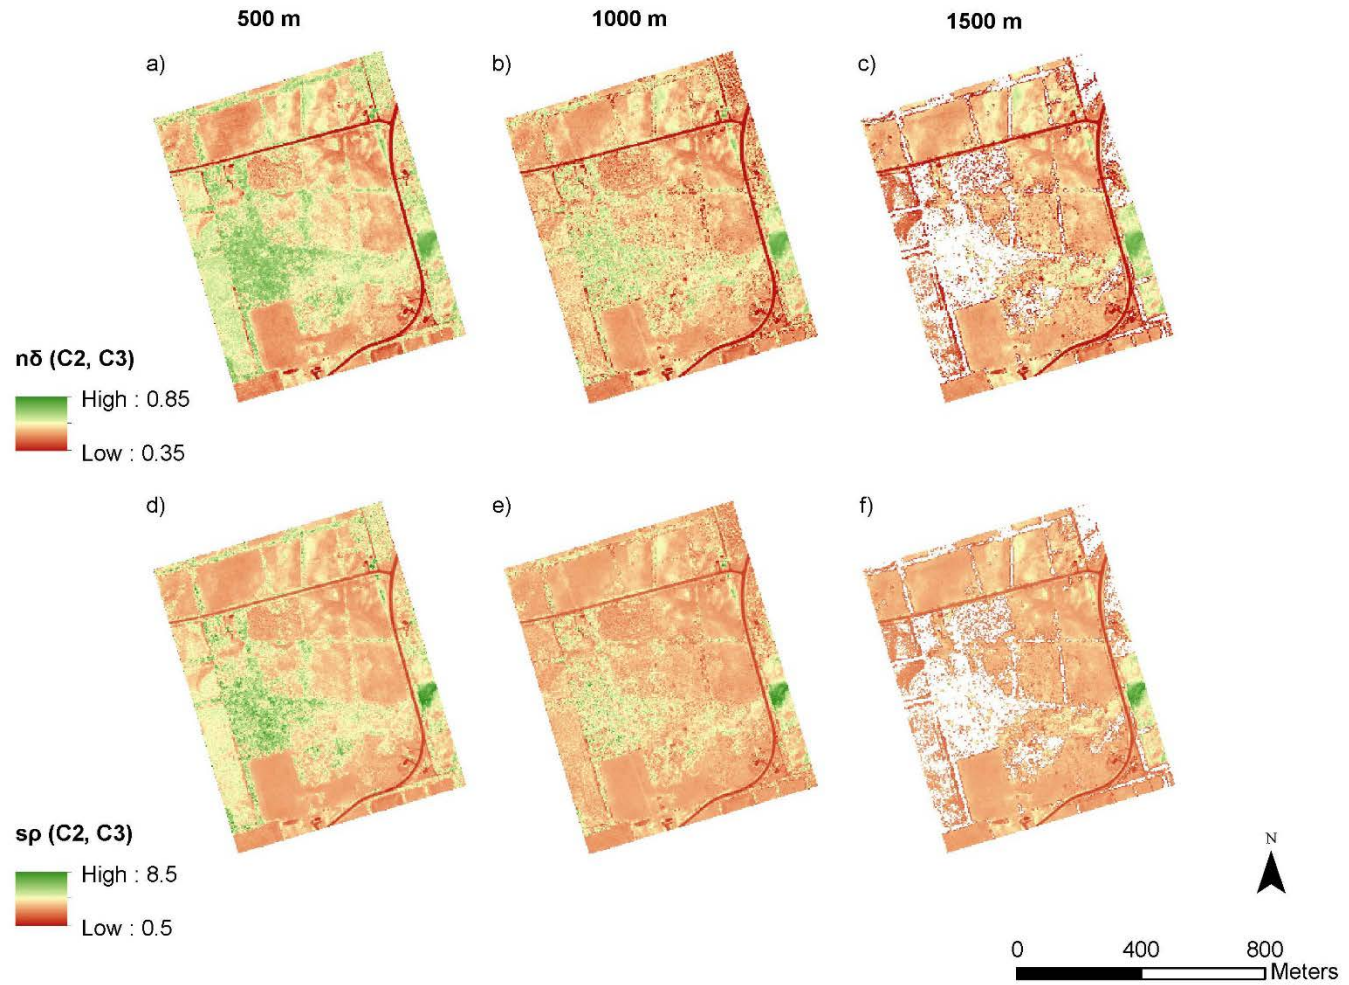 500 m
1000 m
1500 m
a)
b)
c)
nδ (C2, C3)
High : 0.85
Low : 0.35
d)
e)
f)
sρ (C2, C3)
High : 8.5
Low : 0.5
N
0 400 800
Meters